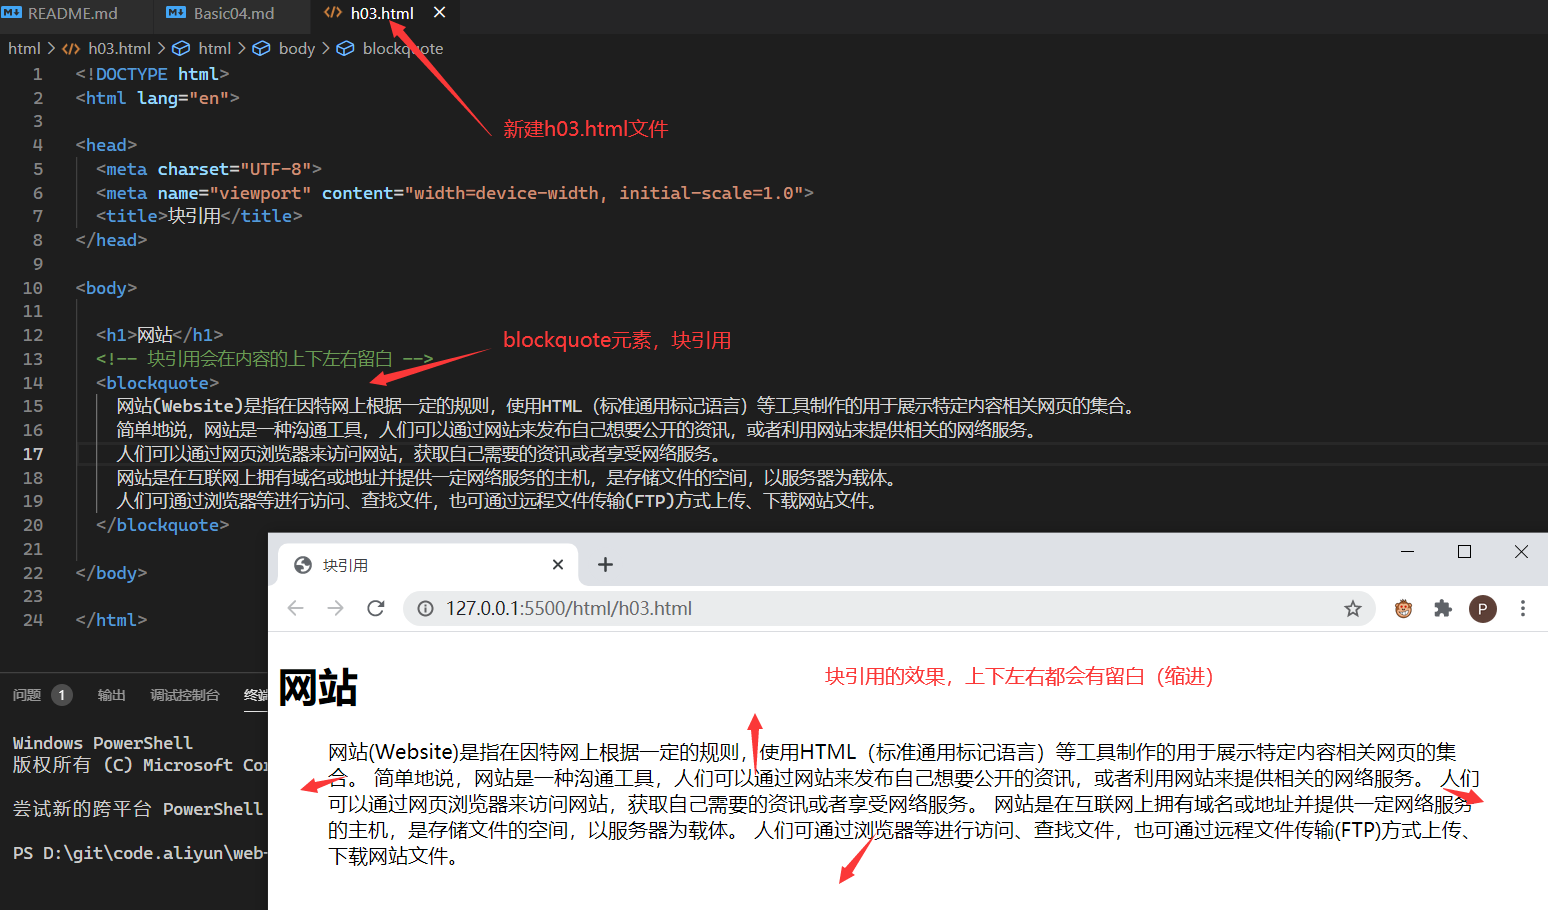 README.md Basic04.md h03.html
html > h03.html > html > body > blockquote
1 <!DOCTYPE html>
2 <html lang="en">
3
新建h03.html文件
4 <head>
5 <meta charset="UTF-8">
6 <meta name="viewport" content="width=device-width, initial-scale=1.0">
7 <title>块引用</title>
8 </head>
9
10 <body>
11
12 <h1>网站</h1>
blockquote元素，块引用
13 <!-- 块引用会在内容的上下左右留白 -->
14 <blockquote>
15 网站(Website)是指在因特网上根据一定的规则，使用HTML（标准通用标记语言）等工具制作的用于展示特定内容相关网页的集合。
16 简单地说，网站是一种沟通工具，人们可以通过网站来发布自己想要公开的资讯，或者利用网站来提供相关的网络服务。
17 人们可以通过网页浏览器来访问网站，获取自己需要的资讯或者享受网络服务。
18 网站是在互联网上拥有域名或地址并提供一定网络服务的主机，是存储文件的空间，以服务器为载体。
19 人们可通过浏览器等进行访问、查找文件，也可通过远程文件传输(FTP)方式上传、下载网站文件。
20 </blockquote>
21
22 </body>
23
24 </html>
问题 1 输出 调试控制台 终端
Windows PowerShell
版权所有 (C) Microsoft Cor
尝试新的跨平台 PowerShell
PS D:\git\code.aliyun\web-
块引用
127.0.0.1:5500/html/h03.html
P
网站
块引用的效果，上下左右都会有留白（缩进）
网站(Website)是指在因特网上根据一定的规则，使用HTML（标准通用标记语言）等工具制作的用于展示特定内容相关网页的集
合。 简单地说，网站是一种沟通工具，人们可以通过网站来发布自己想要公开的资讯，或者利用网站来提供相关的网络服务。 人们
可以通过网页浏览器来访问网站，获取自己需要的资讯或者享受网络服务。 网站是在互联网上拥有域名或地址并提供一定网络服务
的主机，是存储文件的空间，以服务器为载体。 人们可通过浏览器等进行访问、查找文件，也可通过远程文件传输(FTP)方式上传、
下载网站文件。